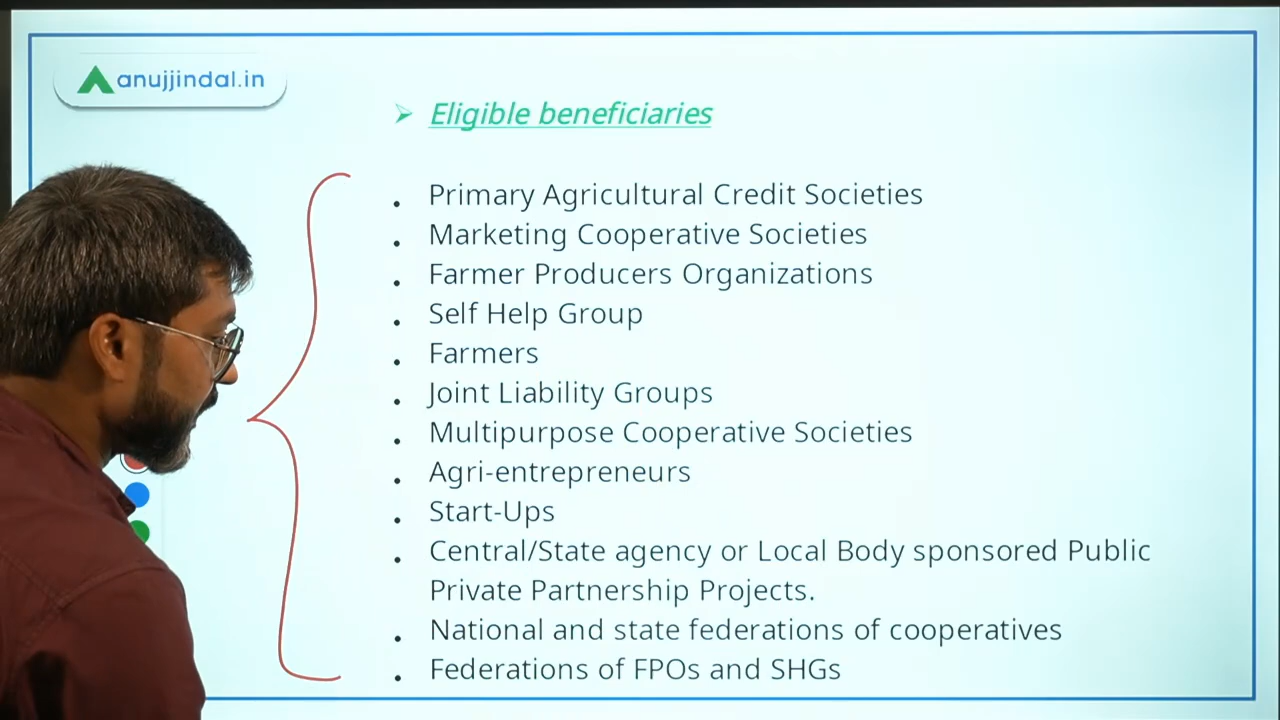 anujjindal.in
➢ Eligible beneficiaries
. Primary Agricultural Credit Societies
. Marketing Cooperative Societies
. Farmer Producers Organizations
. Self Help Group
. Farmers
. Joint Liability Groups
. Multipurpose Cooperative Societies
. Agri-entrepreneurs
. Start-Ups
. Central/State agency or Local Body sponsored Public
Private Partnership Projects.
. National and state federations of cooperatives
. Federations of FPOs and SHGs